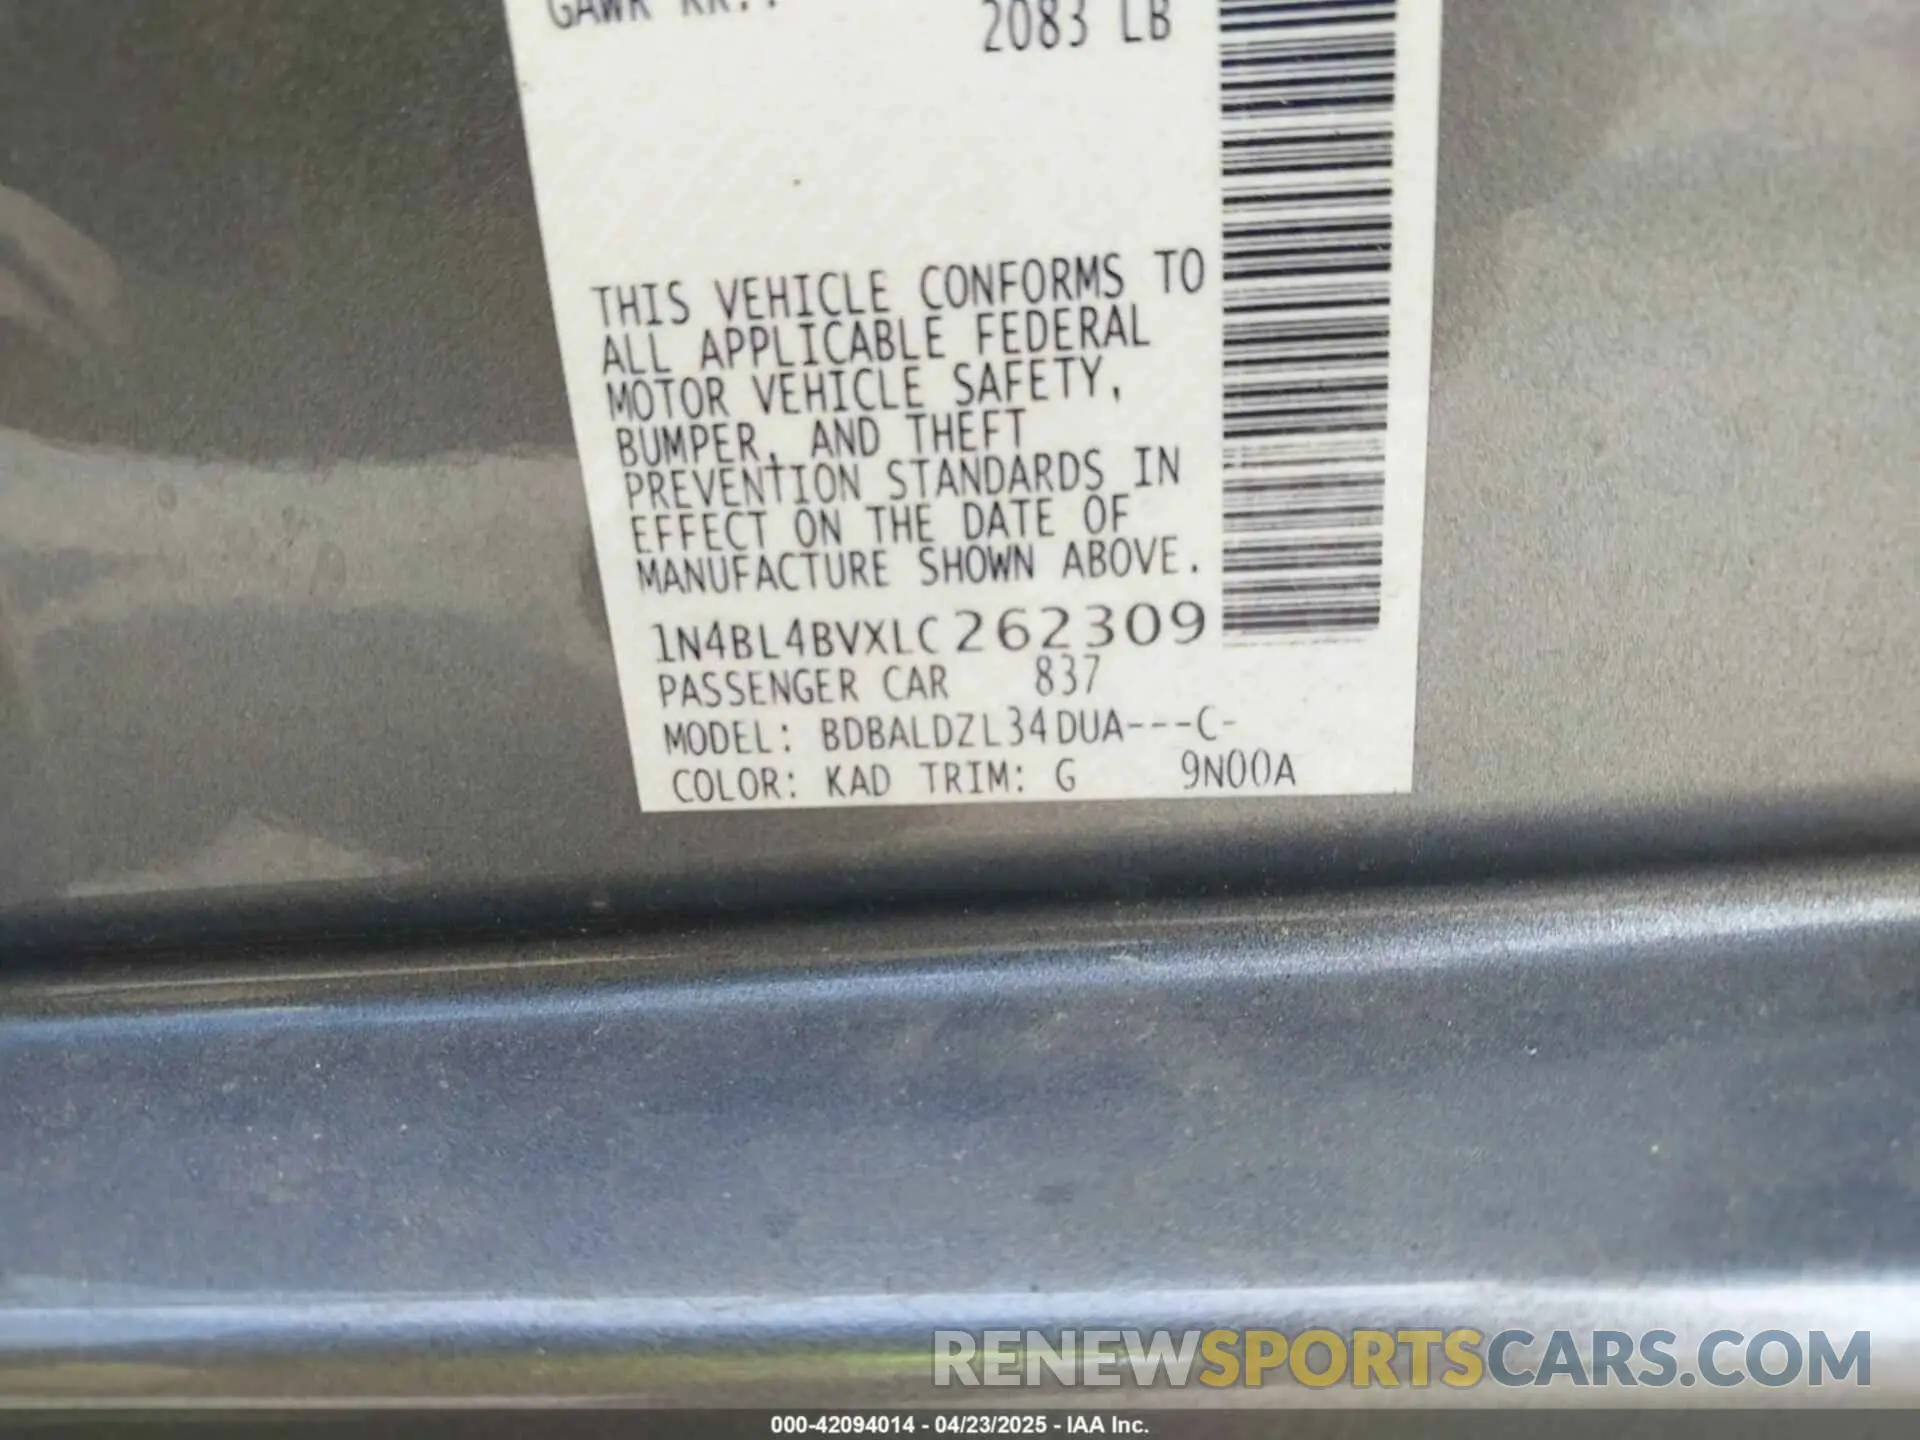 GAWR RR::
2083 LB
THIS VEHICLE CONFORMS TO
ALL APPLICABLE FEDERAL
MOTOR VEHICLE SAFETY,
BUMPER, AND THEFT
PREVENTION STANDARDS IN
EFFECT ON THE DATE OF
MANUFACTURE SHOWN ABOVE.
1N4BL4BVXLC262309
PASSENGER CAR 837
MODEL: BDBALDZL34DUA---C-
COLOR: KAD TRIM: G 9N00A
RENEWSPORTSCARS.COM
000-42094014 - 04/23/2025 - IAA Inc.